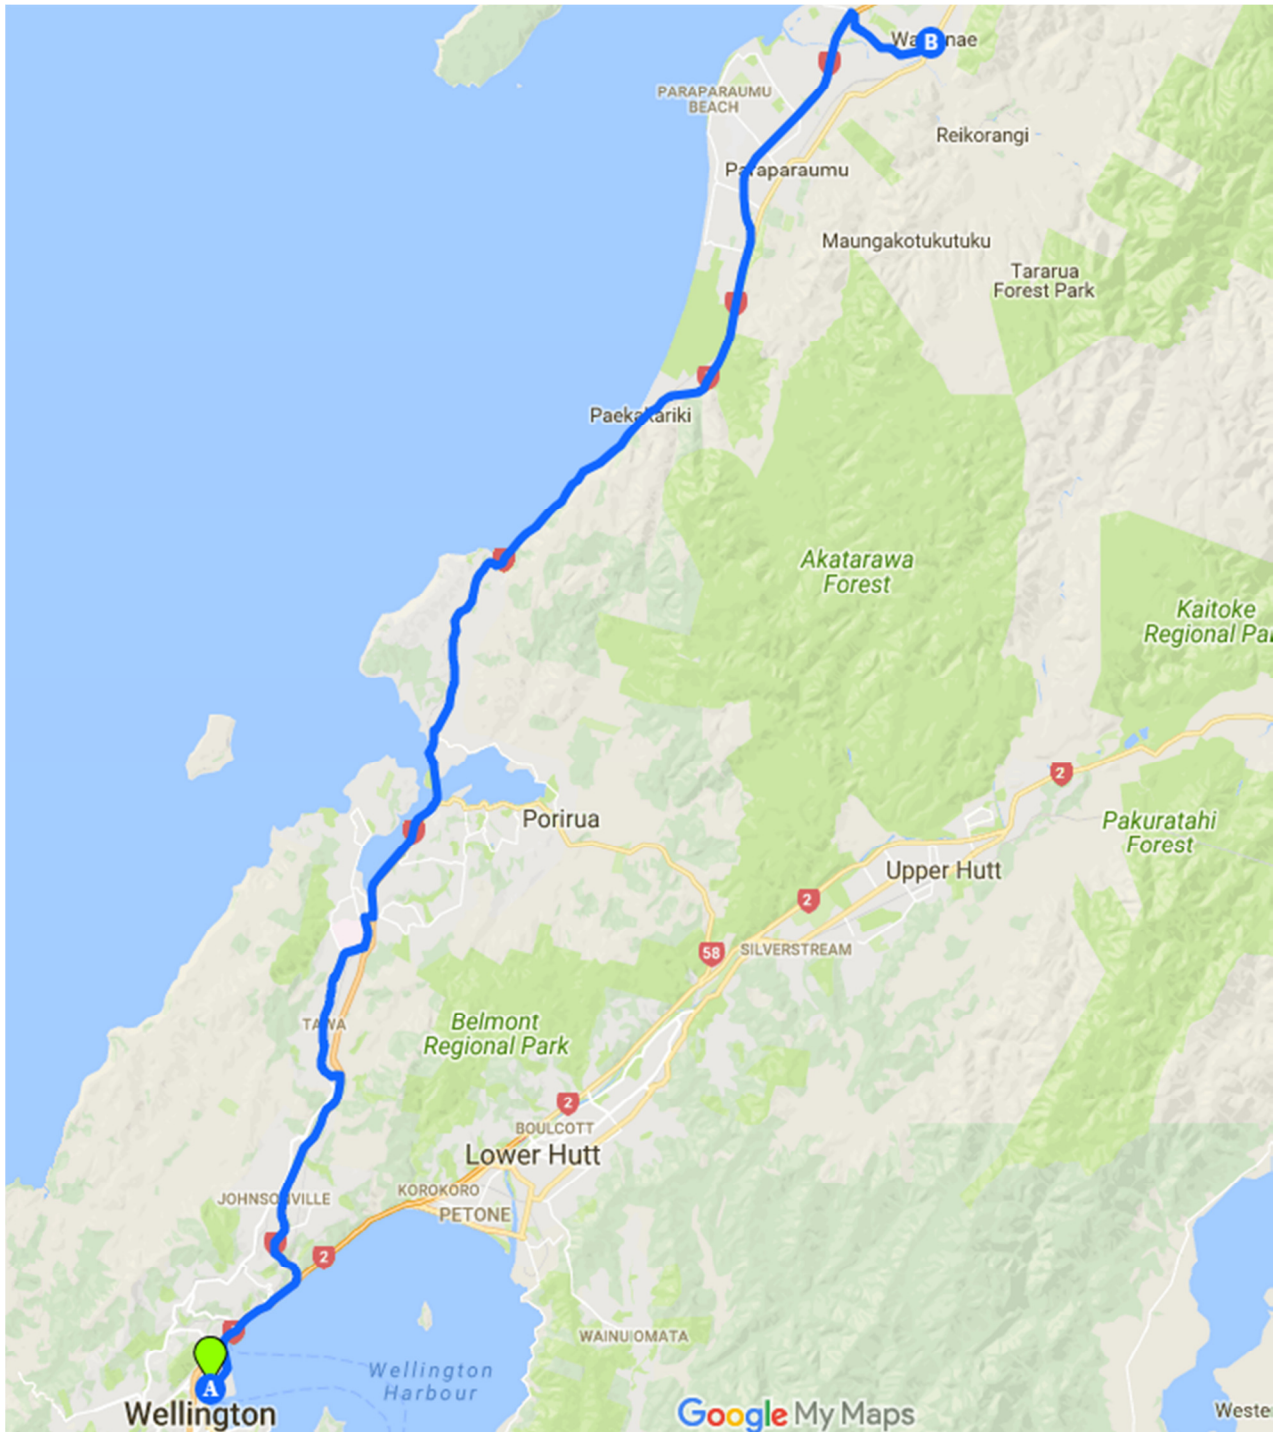 Wa
nae
B
PARAPARAUMU
BEACH
Reikorangi
Paraparaumu
Maungakotukutuku
Tararua
Forest Park
Paekakariki
Akatarawa
Forest
Kaitoke
Regional Pa
2
Porirua
Pakuratahi
Forest
Upper Hutt
2
58
SILVERSTREAM
TAWA
Belmont
Regional Park
2
BOULCOTT
Lower Hutt
JOHNSONVILLE
KOROKORO
PETONE
2
WAINUIOMATA
Wellington
Harbour
A
Wellington
Google My Maps
Weste